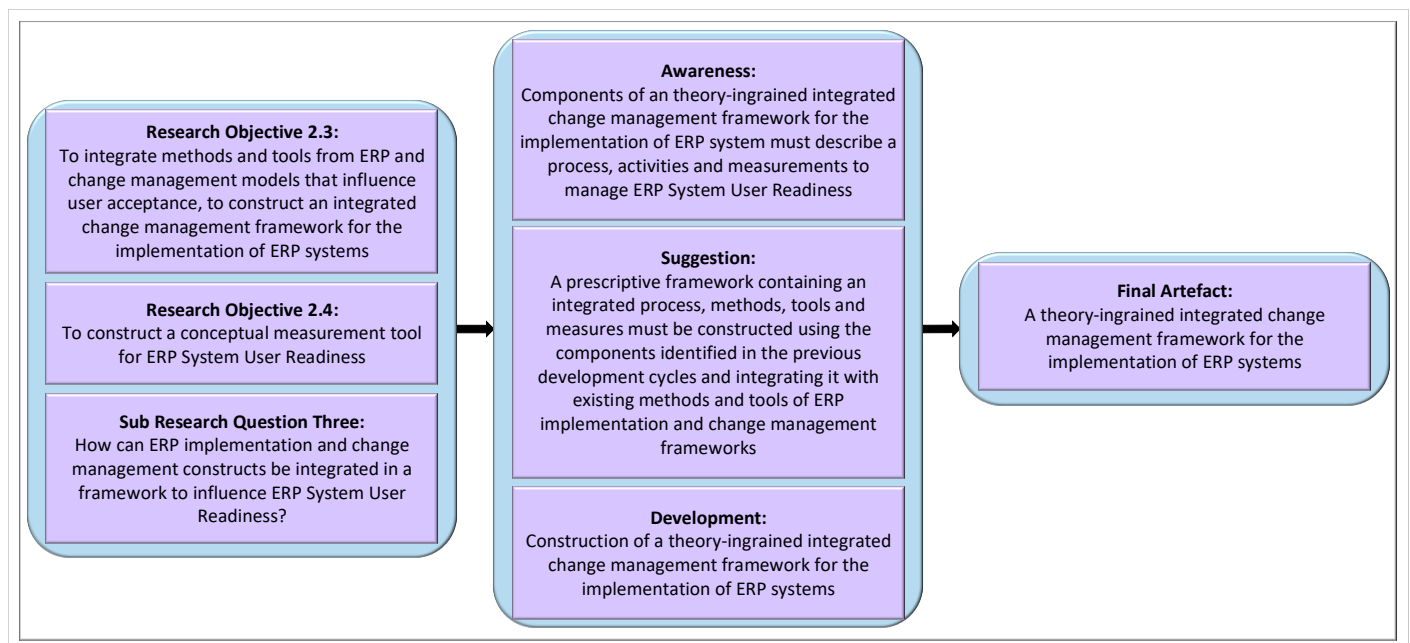 Research Objective 2.3:
To integrate methods and tools from ERP and
change management models that influence
user acceptance, to construct an integrated
change management framework for the
implementation of ERP systems
Research Objective 2.4:
To construct a conceptual measurement tool
for ERP System User Readiness
Sub Research Question Three:
How can ERP implementation and change
management constructs be integrated in a
framework to influence ERP System User
Readiness?
Awareness:
Components of an theory-ingrained integrated
change management framework for the
implementation of ERP system must describe a
process, activities and measurements to
manage ERP System User Readiness
Suggestion:
A prescriptive framework containing an
integrated process, methods, tools and
measures must be constructed using the
components identified in the previous
development cycles and integrating it with
existing methods and tools of ERP
implementation and change management
frameworks
Development:
Construction of a theory-ingrained integrated
change management framework for the
implementation of ERP systems
Final Artefact:
A theory-ingrained integrated change
management framework for the
implementation of ERP systems